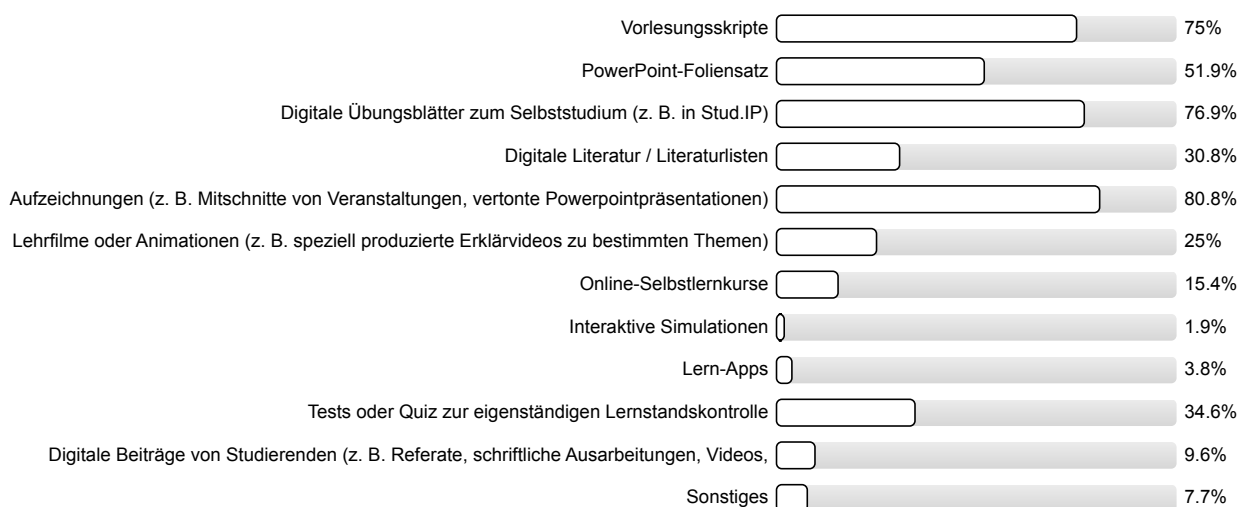 Vorlesungsskripte 75%
PowerPoint-Foliensatz 51.9%
Digitale Übungsblätter zum Selbststudium (z. B. in Stud.IP) 76.9%
Digitale Literatur / Literaturlisten 30.8%
Aufzeichnungen (z. B. Mitschnitte von Veranstaltungen, vertonte Powerpointpräsentationen) 80.8%
Lehrfilme oder Animationen (z. B. speziell produzierte Erklärvideos zu bestimmten Themen) 25%
Online-Selbstlernkurse 15.4%
Interaktive Simulationen 1.9%
Lern-Apps 3.8%
Tests oder Quiz zur eigenständigen Lernstandskontrolle 34.6%
Digitale Beiträge von Studierenden (z. B. Referate, schriftliche Ausarbeitungen, Videos, 9.6%
Sonstiges 7.7%